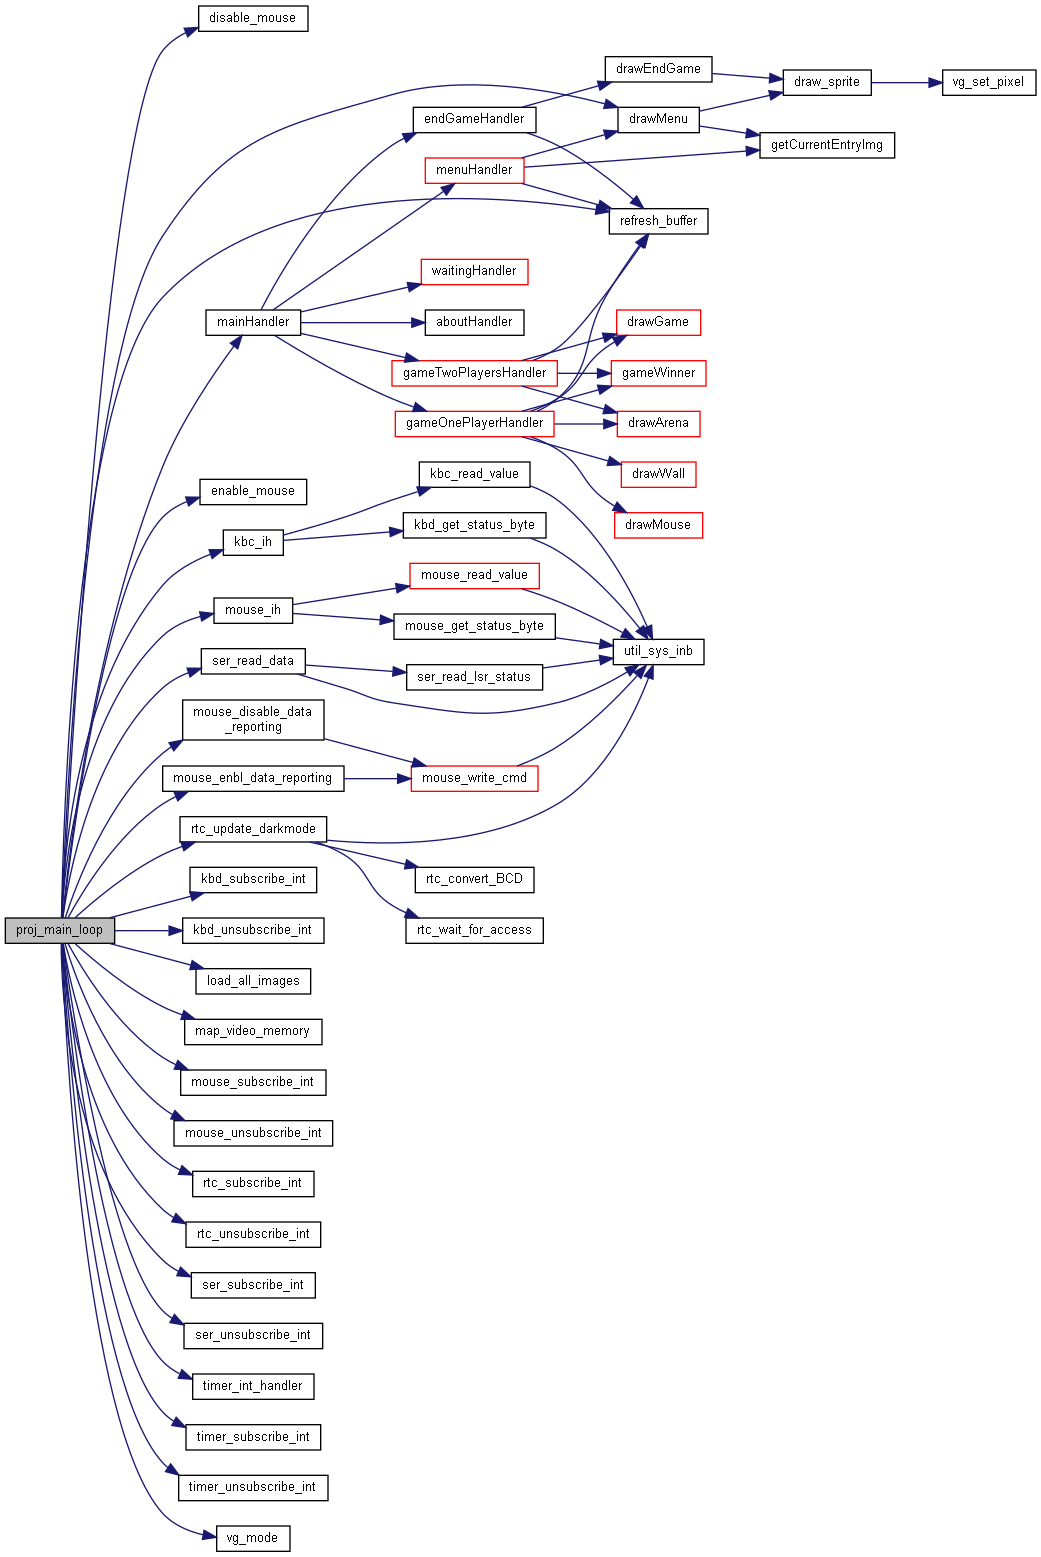 disable_mouse
drawEndGame
draw_sprite
vg_set_pixel
endGameHandler
drawMenu
getCurrentEntryImg
menuHandler
refresh_buffer
waitingHandler
mainHandler
aboutHandler
drawGame
gameTwoPlayersHandler
gameWinner
gameOnePlayerHandler
drawArena
kbc_read_value
drawWall
enable_mouse
kbd_get_status_byte
drawMouse
kbc_ih
mouse_read_value
mouse_ih
mouse_get_status_byte
util_sys_inb
ser_read_data
ser_read_lsr_status
mouse_disable_data
_reporting
mouse_enbl_data_reporting
mouse_write_cmd
rtc_update_darkmode
kbd_subscribe_int
rtc_convert_BCD
proj_main_loop
kbd_unsubscribe_int
rtc_wait_for_access
load_all_images
map_video_memory
mouse_subscribe_int
mouse_unsubscribe_int
rtc_subscribe_int
rtc_unsubscribe_int
ser_subscribe_int
ser_unsubscribe_int
timer_int_handler
timer_subscribe_int
timer_unsubscribe_int
vg_mode